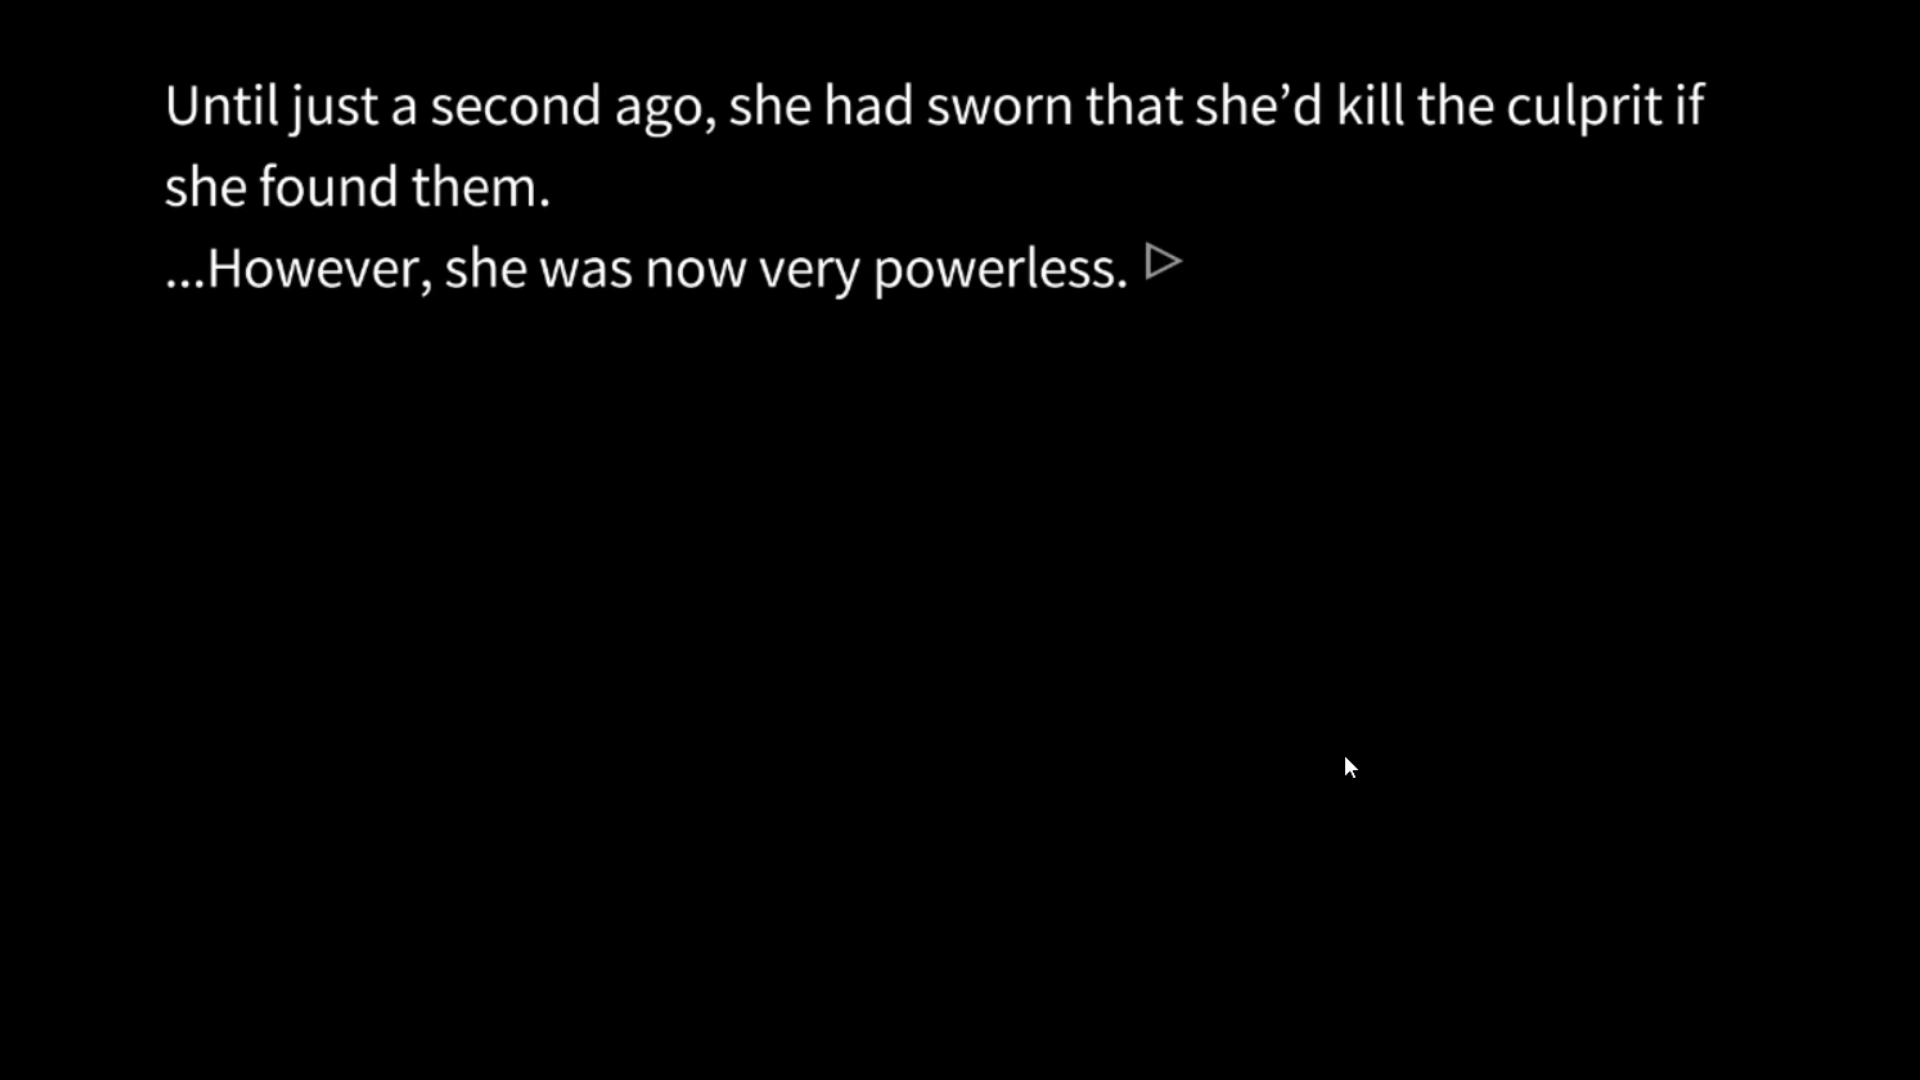 Until just a second ago, she had sworn that she’d kill the culprit if
she found them.
...However, she was now very powerless.